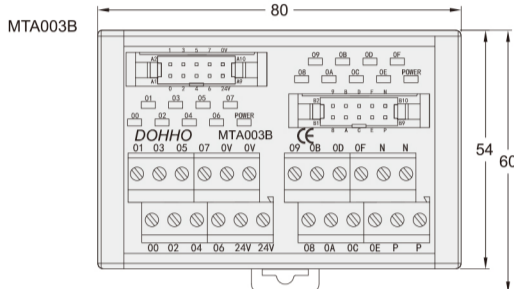 80
MTA003B
1 3 5 7 0V
A2 A10
A1 A9
0 2 4 6 24V
09 0B 0D 0F
08 0A 0C 0E POWER
01 03 05 07
00 02 04 06 POWER
9 B D F N
B2 B10
B1 B9
8 A C E P
DOHHO MTA003B CE
01 03 05 07 0V 0V
09 0B 0D 0F N N
54
60
00 02 04 06 24V 24V
08 0A 0C 0E P P